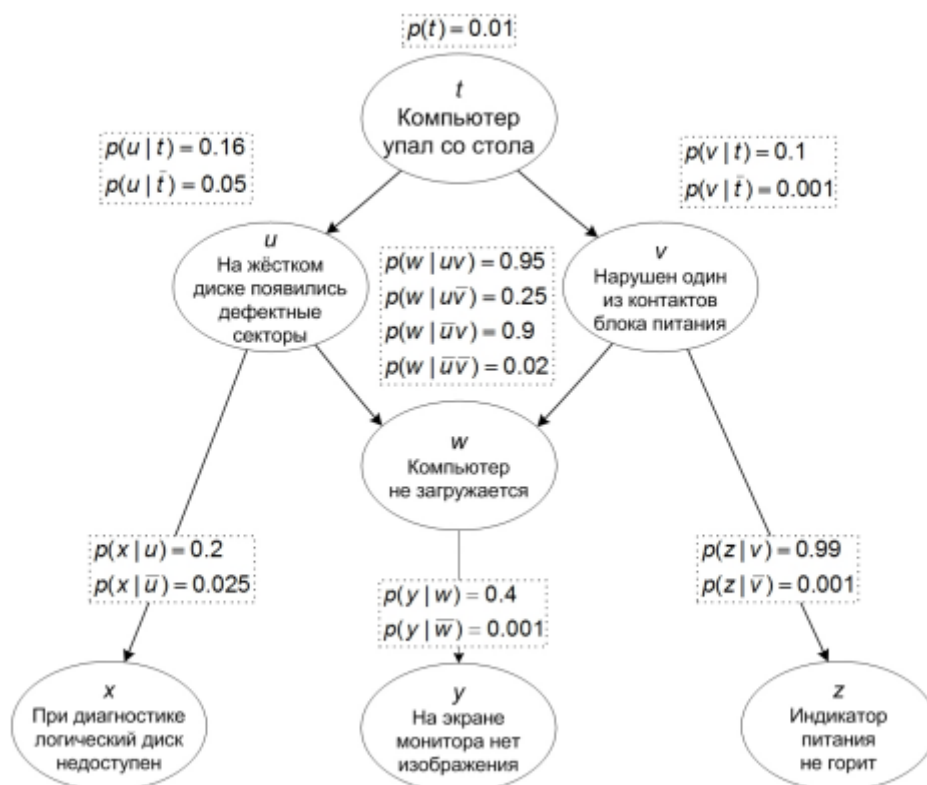 p(t) = 0.01
t
Компьютер
упал со стола
p(u | t) = 0.16
p(u | t̄) = 0.05
p(v | t) = 0.1
p(v | t̄) = 0.001
u
На жёстком
диске появились
дефектные
секторы
p(w | uv) = 0.95
p(w | uv̄) = 0.25
p(w | ūv) = 0.9
p(w | ūv̄) = 0.02
v
Нарушен один
из контактов
блока питания
w
Компьютер
не загружается
p(x | u) = 0.2
p(x | ū) = 0.025
p(y | w) = 0.4
p(y | w̄) = 0.001
p(z | v) = 0.99
p(z | v̄) = 0.001
x
При диагностике
логический диск
недоступен
y
На экране
монитора нет
изображения
z
Индикатор
питания
не горит